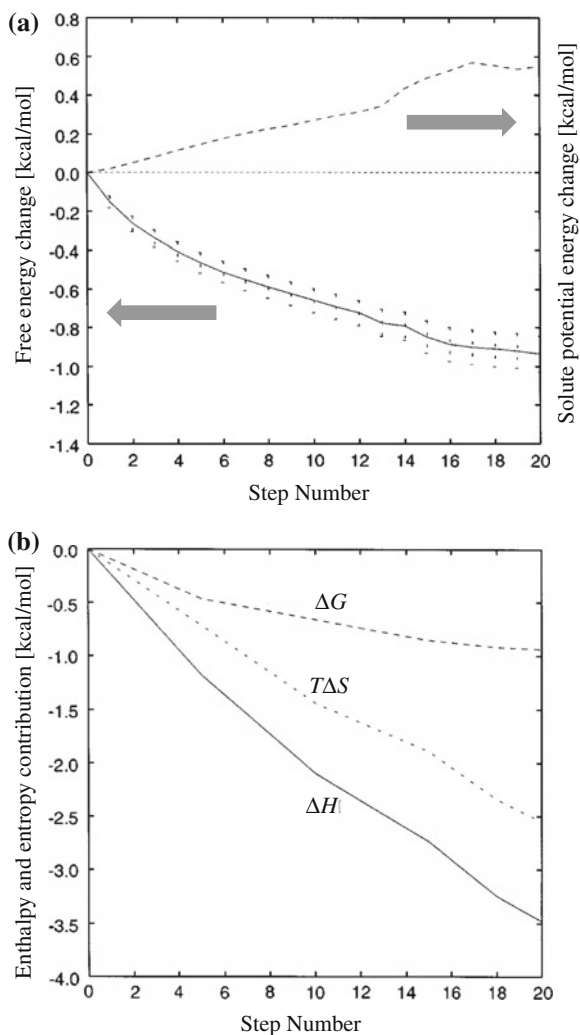 (a)
0.8
0.6
0.4
0.2
0.0
-0.2
-0.4
-0.6
-0.8
-1.0
-1.2
-1.4
0 2 4 6 8 10 12 14 16 18 20
Free energy change [kcal/mol]
Solute potential energy change [kcal/mol]
Step Number
(b)
0.0
-0.5
-1.0
-1.5
-2.0
-2.5
-3.0
-3.5
-4.0
0 2 4 6 8 10 12 14 16 18 20
Enthalpy and entropy contribution [kcal/mol]
ΔG
TΔS
ΔH
Step Number